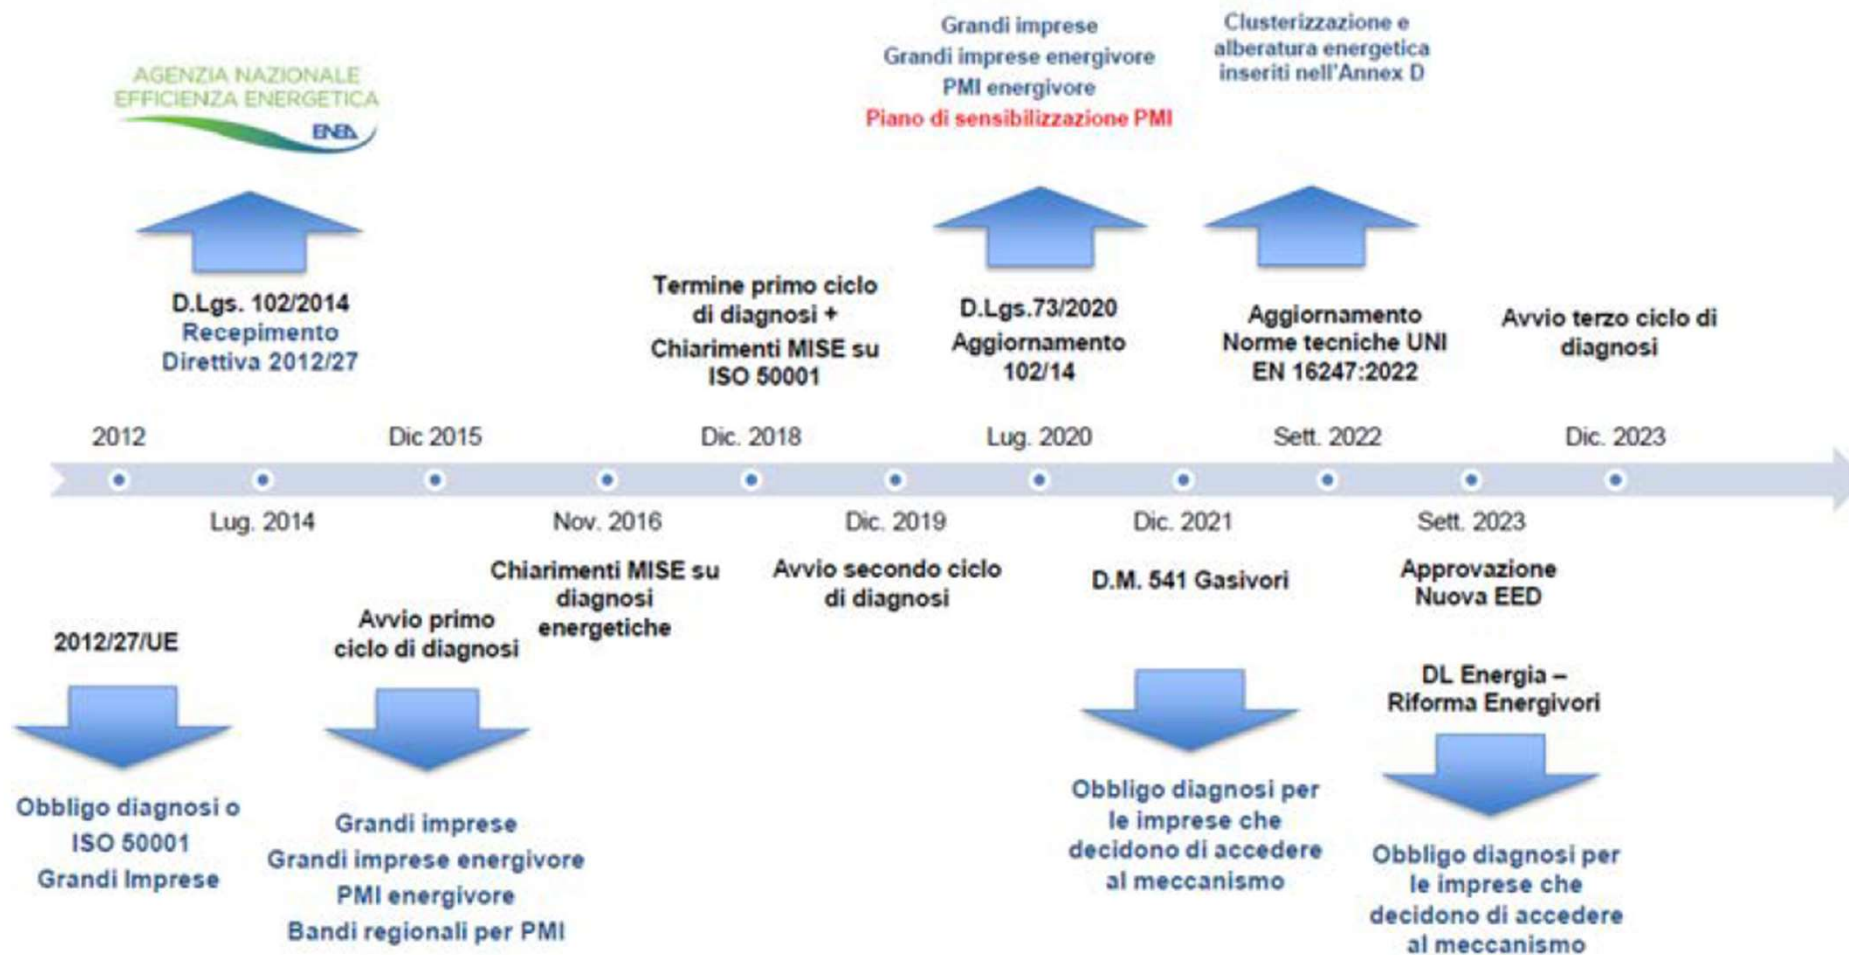 AGENZIA NAZIONALE
EFFICIENZA ENERGETICA
ENEA
Grandi imprese
Grandi imprese energivore
PMI energivore
Piano di sensibilizzazione PMI
Clusterizzazione e
alberatura energetica
inseriti nell'Annex D
D.Lgs. 102/2014
Recepimento
Direttiva 2012/27
Termine primo ciclo
di diagnosi +
Chiarimenti MISE su
ISO 50001
D.Lgs.73/2020
Aggiornamento
102/14
Aggiornamento
Norme tecniche UNI
EN 16247:2022
Avvio terzo ciclo di
diagnosi
2012
Dic 2015
Dic. 2018
Lug. 2020
Sett. 2022
Dic. 2023
Lug. 2014
Nov. 2016
Dic. 2019
Dic. 2021
Sett. 2023
2012/27/UE
Avvio primo
ciclo di diagnosi
Chiarimenti MISE su
diagnosi
energetiche
Avvio secondo ciclo
di diagnosi
D.M. 541 Gasivori
Approvazione
Nuova EED
DL Energia –
Riforma Energivori
Obbligo diagnosi o
ISO 50001
Grandi Imprese
Grandi imprese
Grandi imprese energivore
PMI energivore
Bandi regionali per PMI
Obbligo diagnosi per
le imprese che
decidono di accedere
al meccanismo
Obbligo diagnosi per
le imprese che
decidono di accedere
al meccanismo